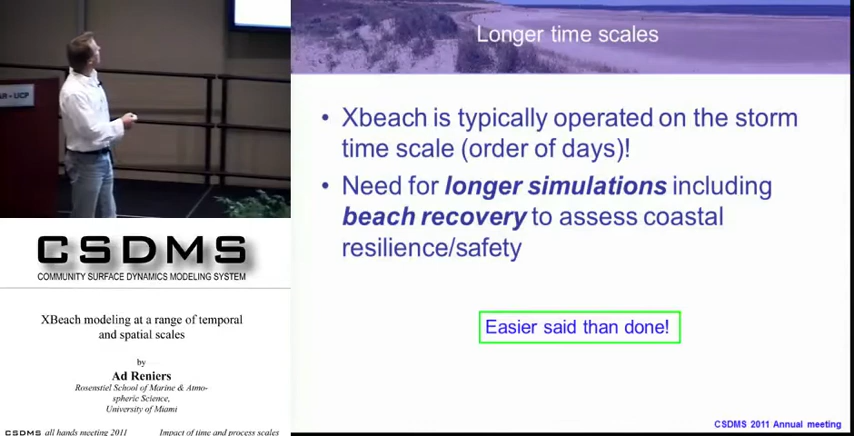 AR - UCP
CSDMS
COMMUNITY SURFACE DYNAMICS MODELING SYSTEM
XBeach modeling at a range of temporal
and spatial scales
by
Ad Reniers
Rosenstiel School of Marine & Atmo-
spheric Science,
University of Miami
CSDMS all hands meeting 2011 Impact of time and process scales
Longer time scales
• Xbeach is typically operated on the storm
time scale (order of days)!
• Need for longer simulations including
beach recovery to assess coastal
resilience/safety
Easier said than done!
CSDMS 2011 Annual meeting